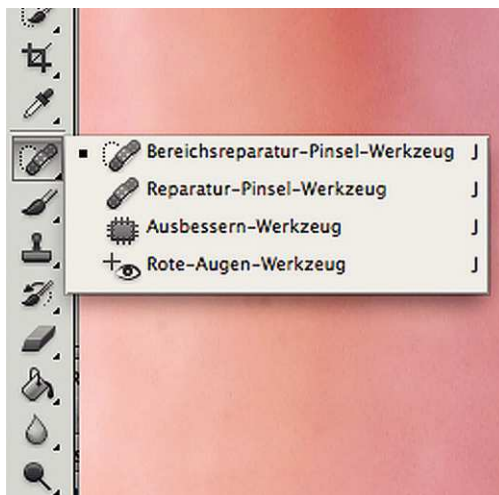 Bereichsreparatur-Pinsel-Werkzeug J
Reparatur-Pinsel-Werkzeug J
Ausbessern-Werkzeug J
Rote-Augen-Werkzeug J